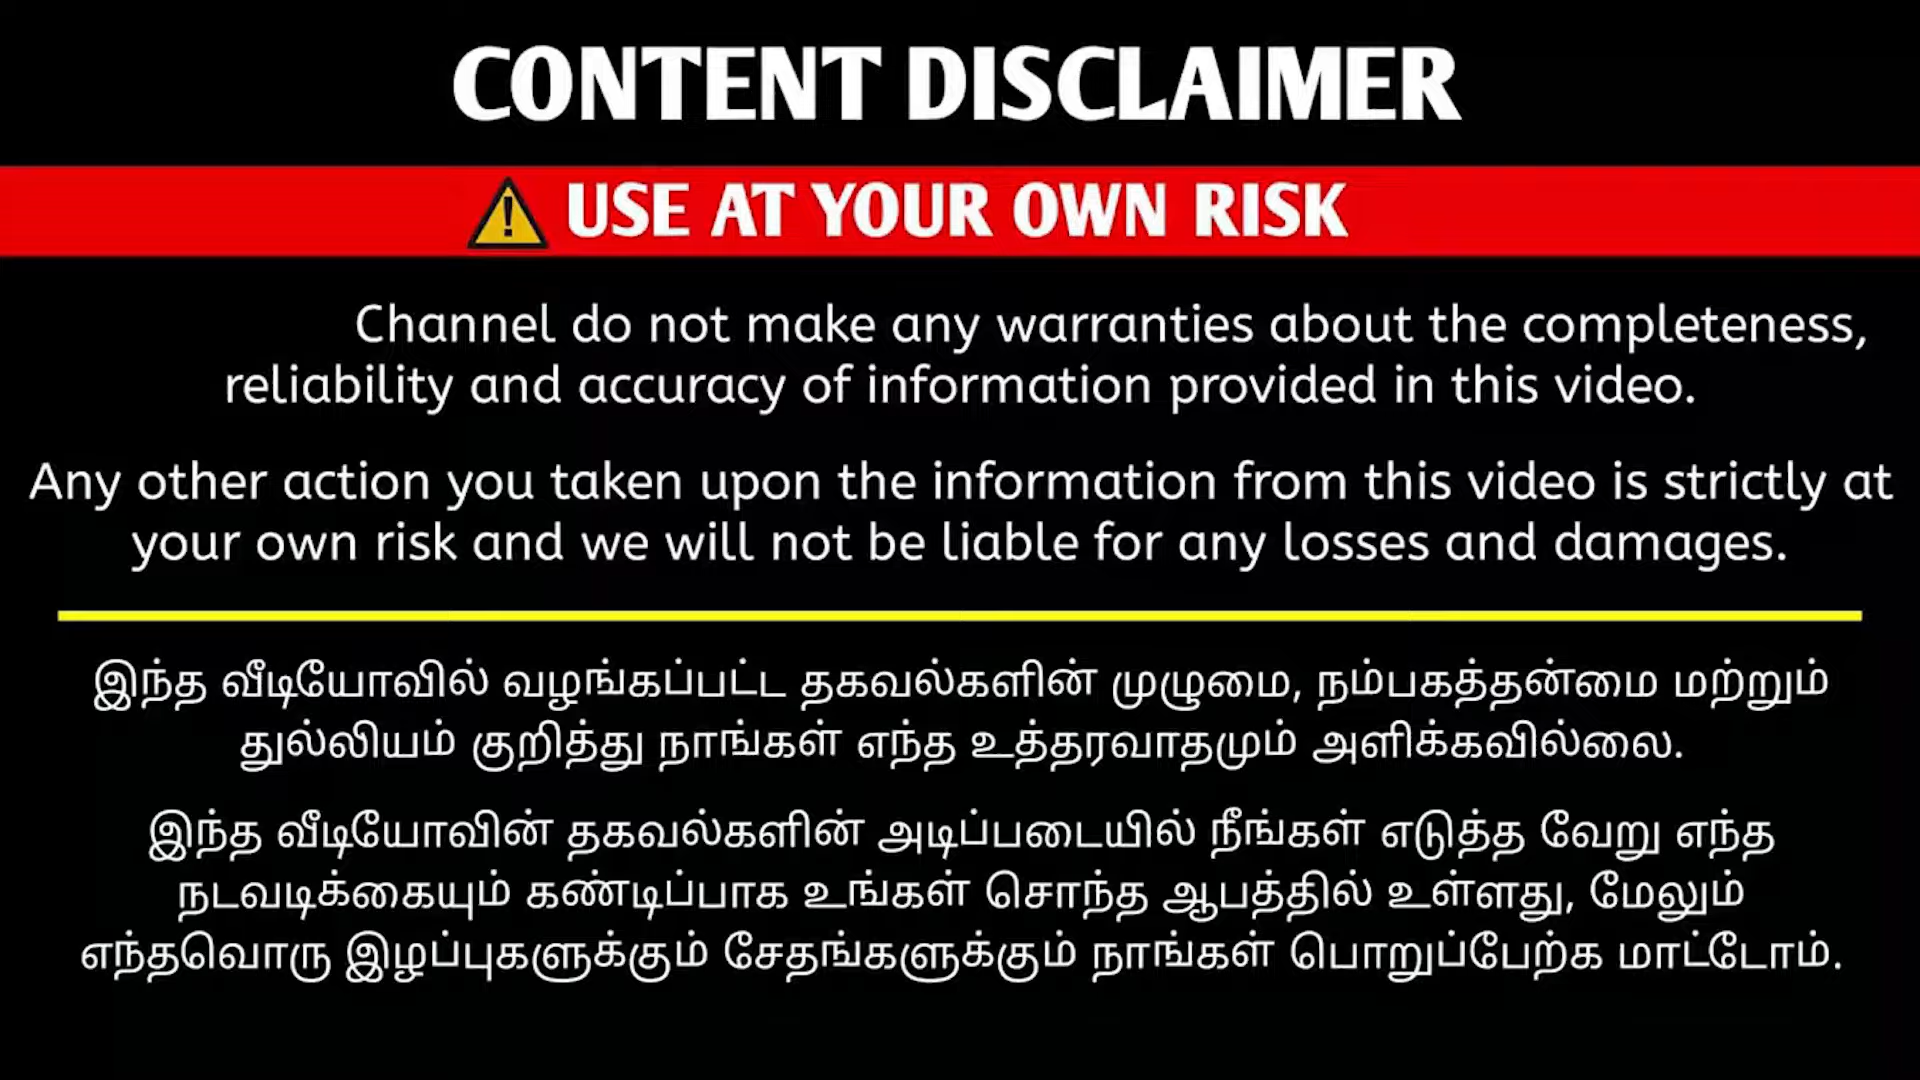 CONTENT DISCLAIMER
⚠ USE AT YOUR OWN RISK
Channel do not make any warranties about the completeness,
reliability and accuracy of information provided in this video.
Any other action you taken upon the information from this video is strictly at
your own risk and we will not be liable for any losses and damages.
இந்த வீடியோவில் வழங்கப்பட்ட தகவல்களின் முழுமை, நம்பகத்தன்மை மற்றும்
துல்லியம் குறித்து நாங்கள் எந்த உத்தரவாதமும் அளிக்கவில்லை.
இந்த வீடியோவின் தகவல்களின் அடிப்படையில் நீங்கள் எடுத்த வேறு எந்த
நடவடிக்கையும் கண்டிப்பாக உங்கள் சொந்த ஆபத்தில் உள்ளது, மேலும்
எந்தவொரு இழப்புகளுக்கும் சேதங்களுக்கும் நாங்கள் பொறுப்பேற்க மாட்டோம்.